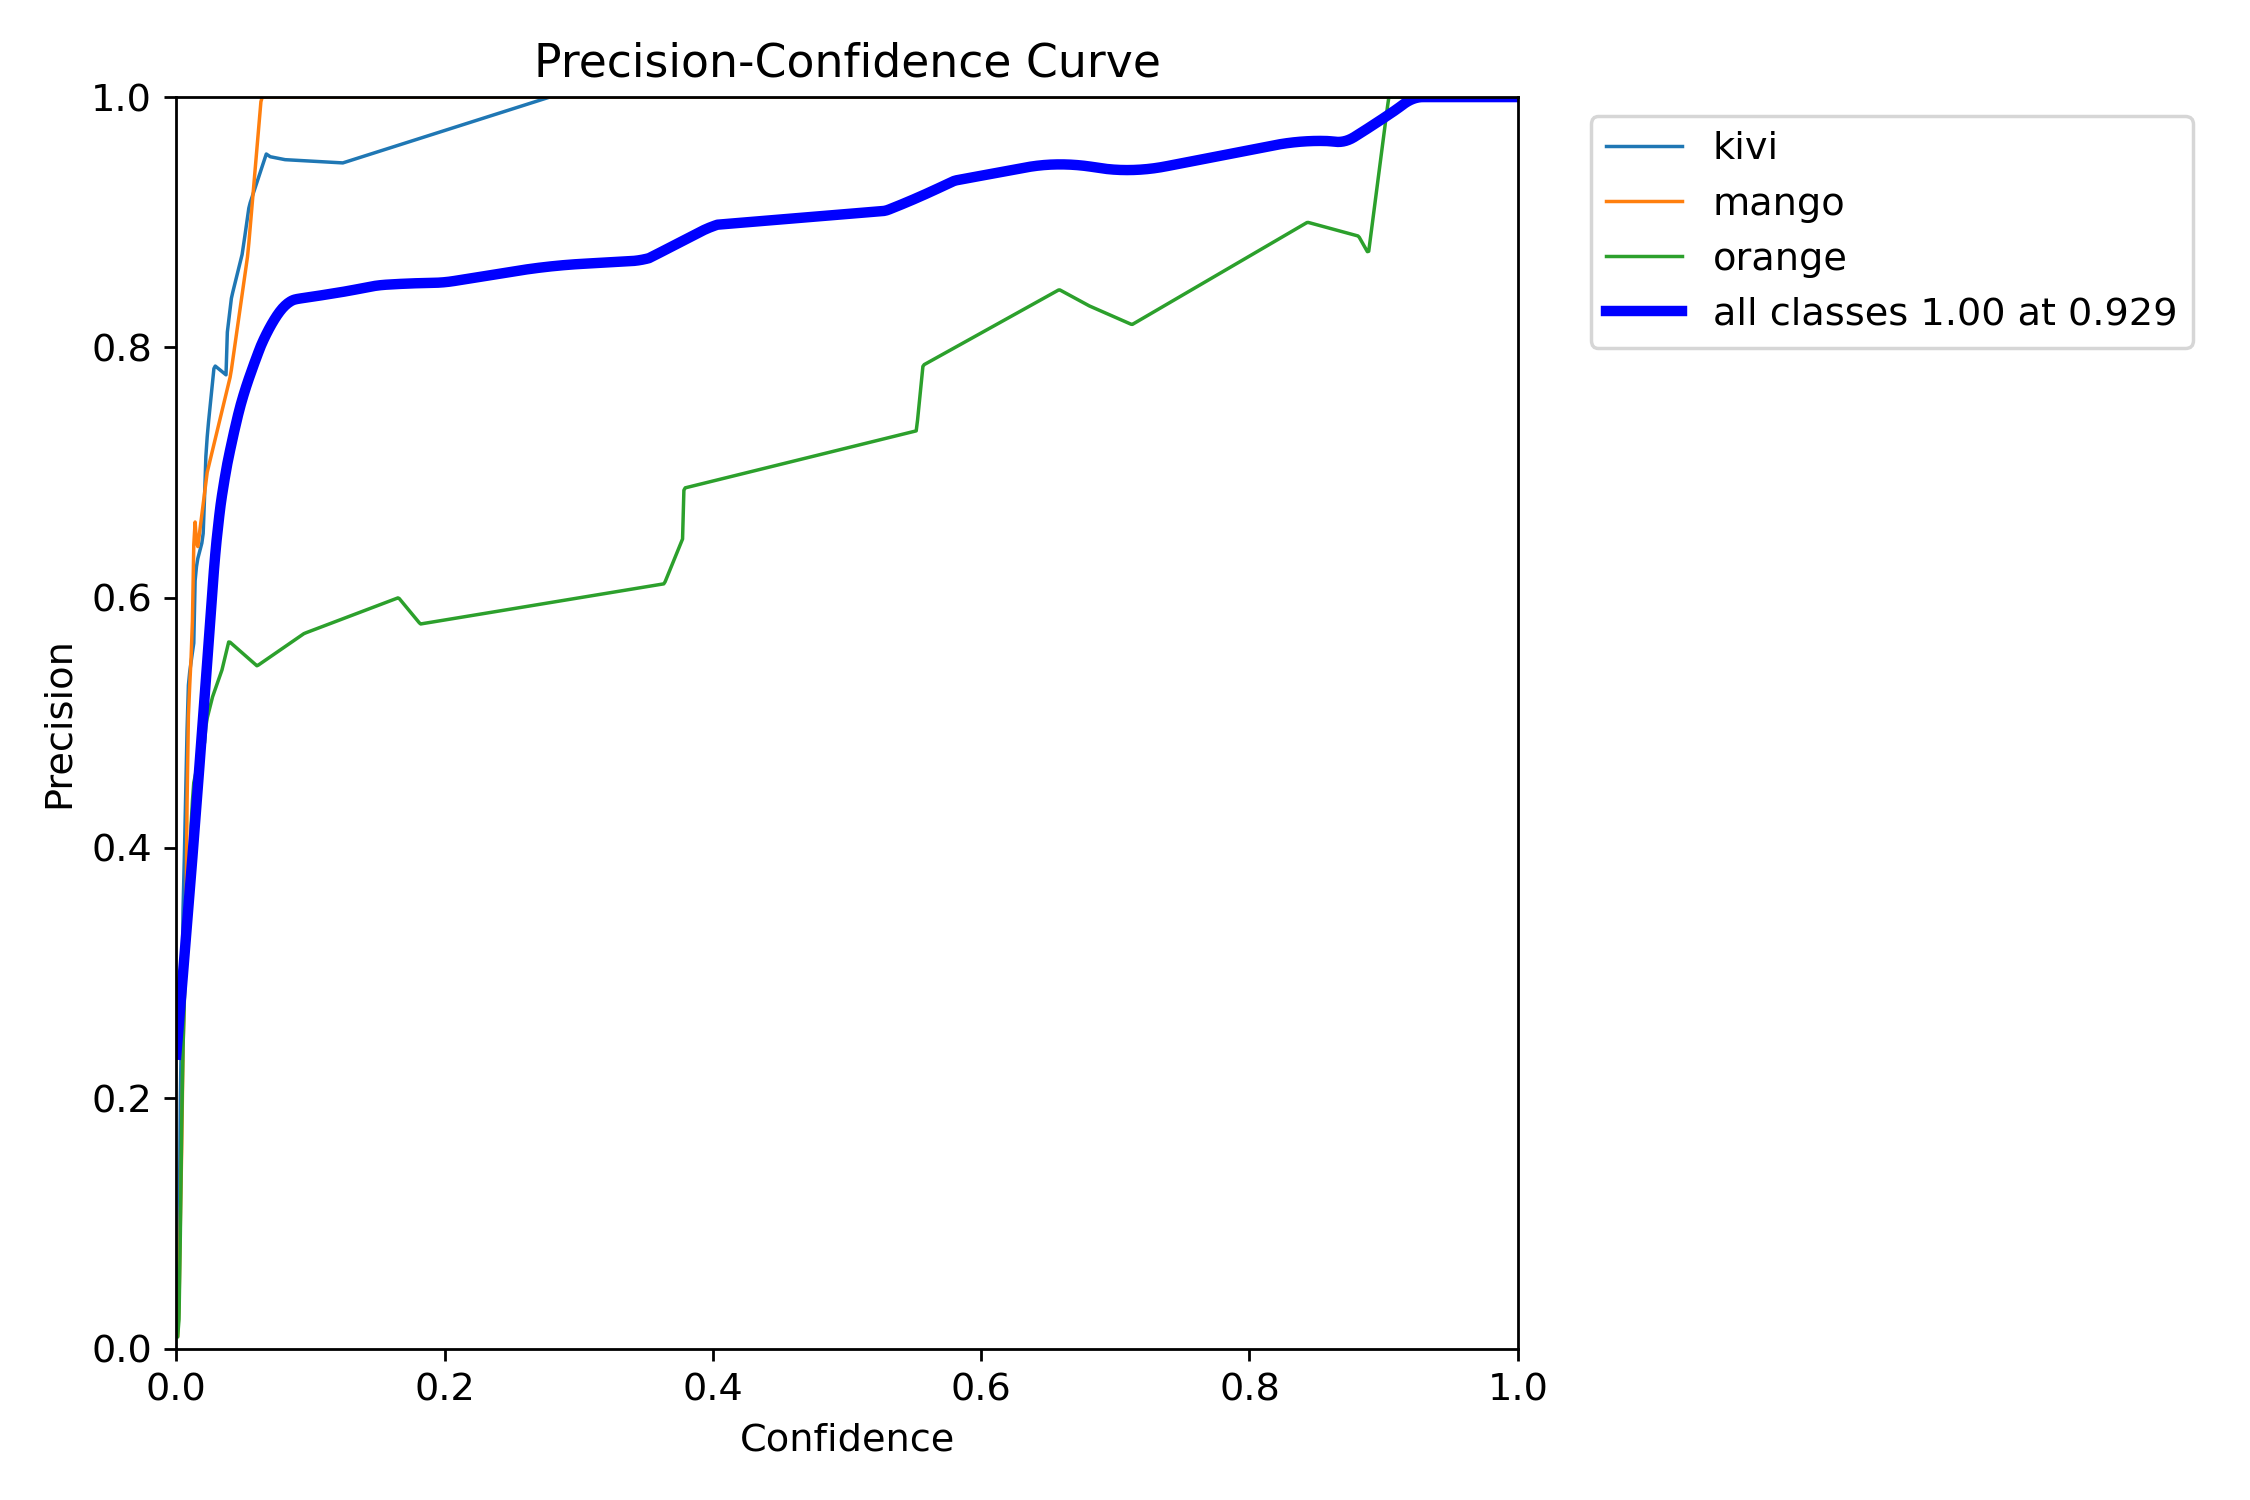 Precision-Confidence Curve
1.0
0.8
0.6
0.4
0.2
0.0
Precision
0.0 0.2 0.4 0.6 0.8 1.0
Confidence
kivi
mango
orange
all classes 1.00 at 0.929